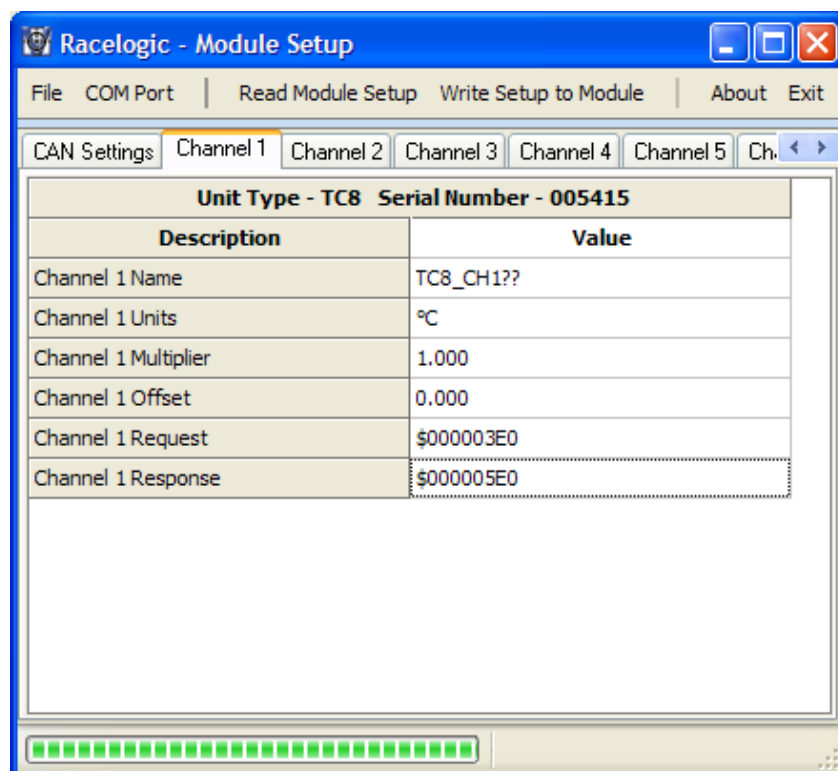 Racelogic - Module Setup
File COM Port Read Module Setup Write Setup to Module About Exit
CAN Settings Channel 1 Channel 2 Channel 3 Channel 4 Channel 5
Unit Type - TC8 Serial Number - 005415
Description Value
Channel 1 Name TC8_CH1??
Channel 1 Units ºC
Channel 1 Multiplier 1.000
Channel 1 Offset 0.000
Channel 1 Request $000003E0
Channel 1 Response $000005E0